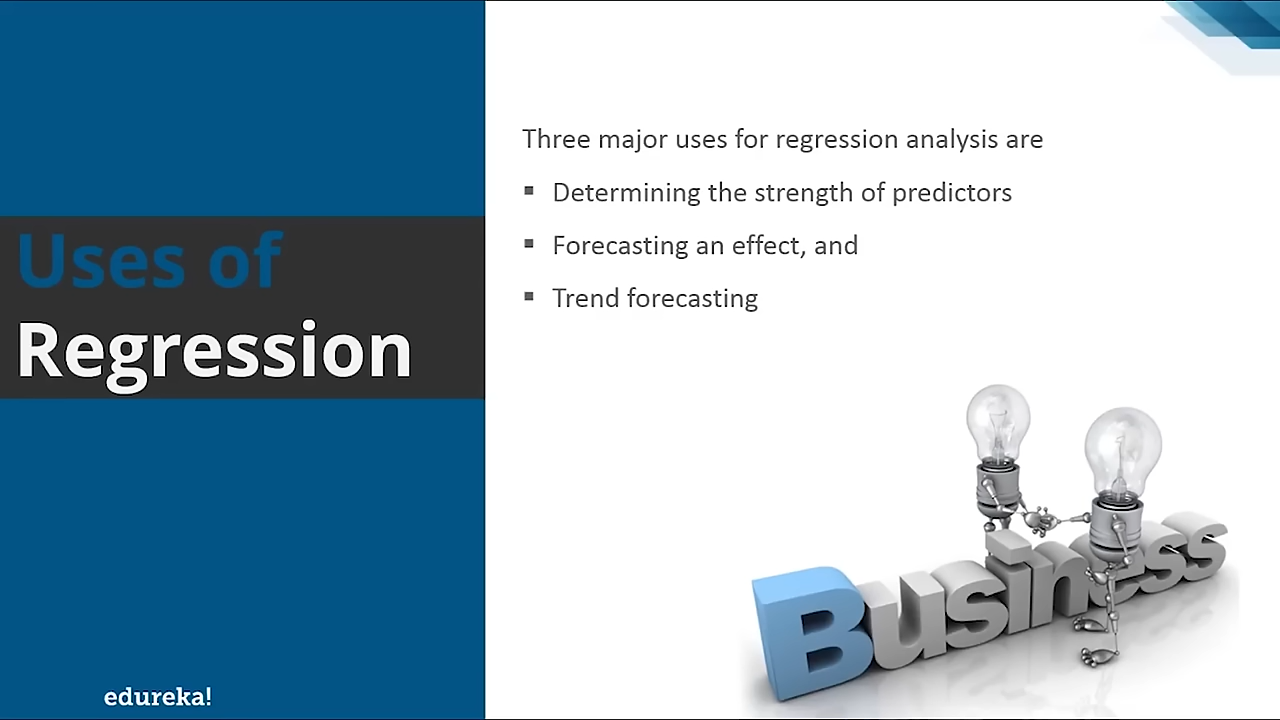 Uses of
Regression
Three major uses for regression analysis are
▪ Determining the strength of predictors
▪ Forecasting an effect, and
▪ Trend forecasting
Business
edureka!